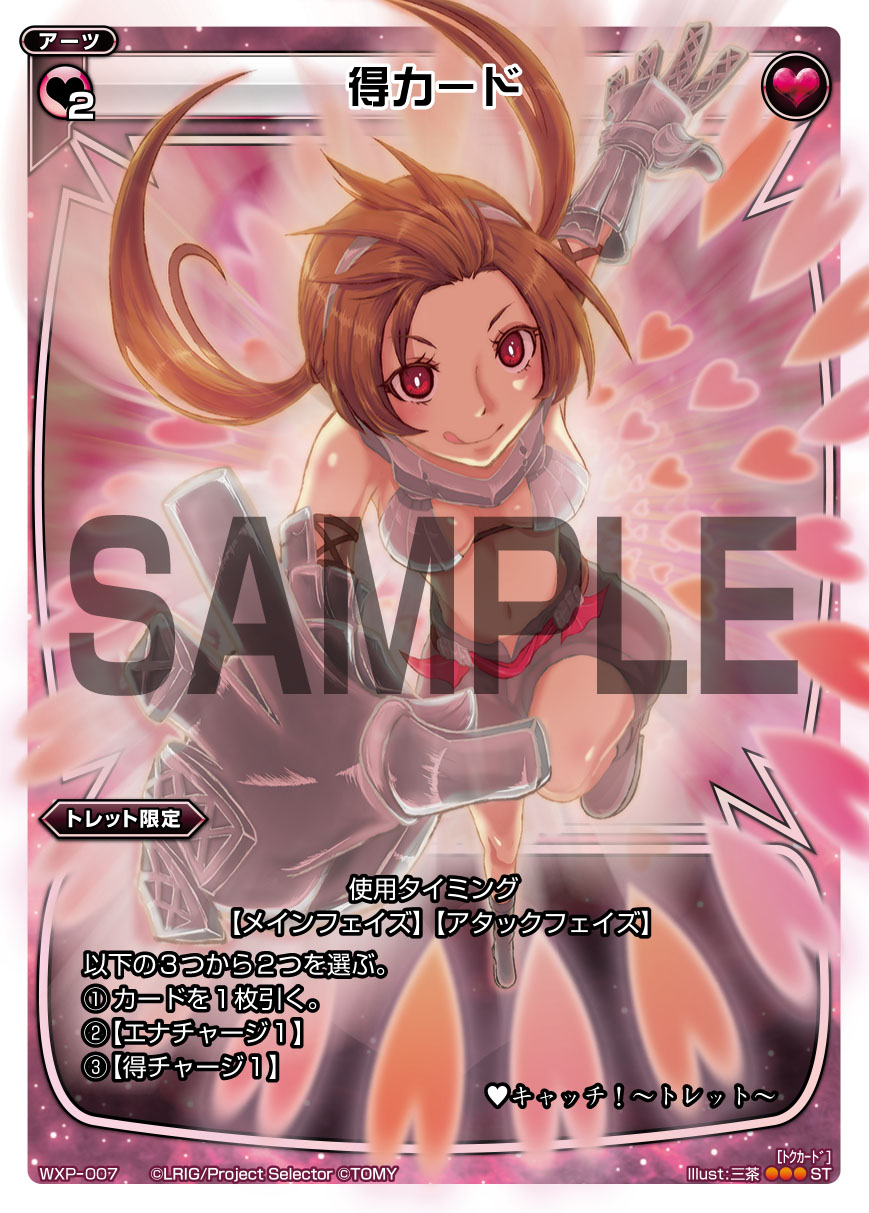 アーツ
2
得カード
SAMPLE
トレット限定
使用タイミング
【メインフェイズ】【アタックフェイズ】
以下の3つから2つを選ぶ。
①カードを1枚引く。
②【エナチャージ1】
③【得チャージ1】
♥キャッチ！～トレット～
[トクカード]
WXP-007 ©LRIG/Project Selector ©TOMY Illust:三茶 ST